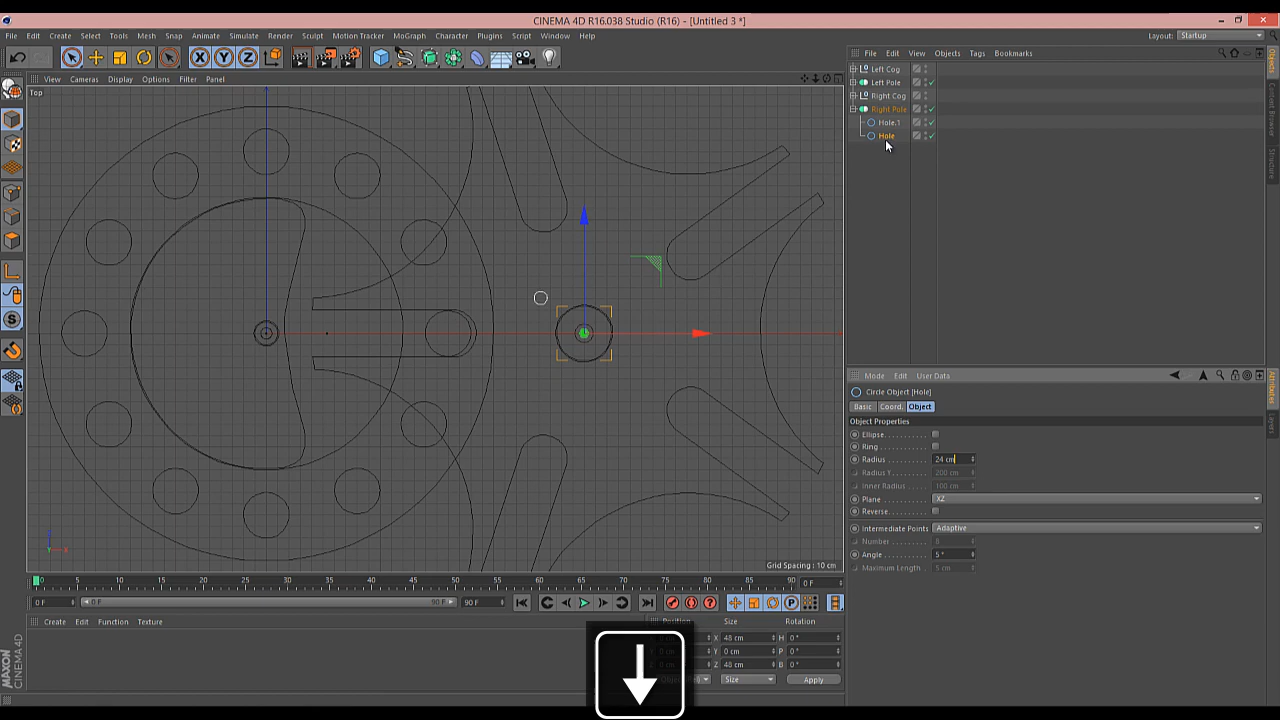 CINEMA 4D R16.038 Studio (R16) - [Untitled 3 *]
File Edit Create Select Tools Mesh Snap Animate Simulate Render Sculpt Motion Tracker MoGraph Character Plugins Script Window Help Layout: Startup
X Y Z
File Edit View Objects Tags Bookmarks
View Cameras Display Options Filter Panel
Top
Left Cog
Left Pole
Right Cog
Right Pole
Hole.1
Hole
Objects
Content Browser
Structure
Mode Edit User Data
Circle Object [Hole]
Basic Coord. Object
Object Properties
Ellipse
Ring
Radius 24 cm
Radius Y 200 cm
Inner Radius 100 cm
Plane XZ
Reverse
Intermediate Points Adaptive
Number 8
Angle 5 °
Maximum Length 5 cm
Attributes
Layers
Grid Spacing : 10 cm
0 5 10 15 20 25 30 35 40 45 50 55 60 65 70 75 80 85 90 0 F
0 F 0 F 90 F 90 F
Create Edit Function Texture
Position Size Rotation
X 48 cm H 0 °
Y 0 cm P 0 °
Z 48 cm B 0 °
Size Apply
MAXON CINEMA 4D